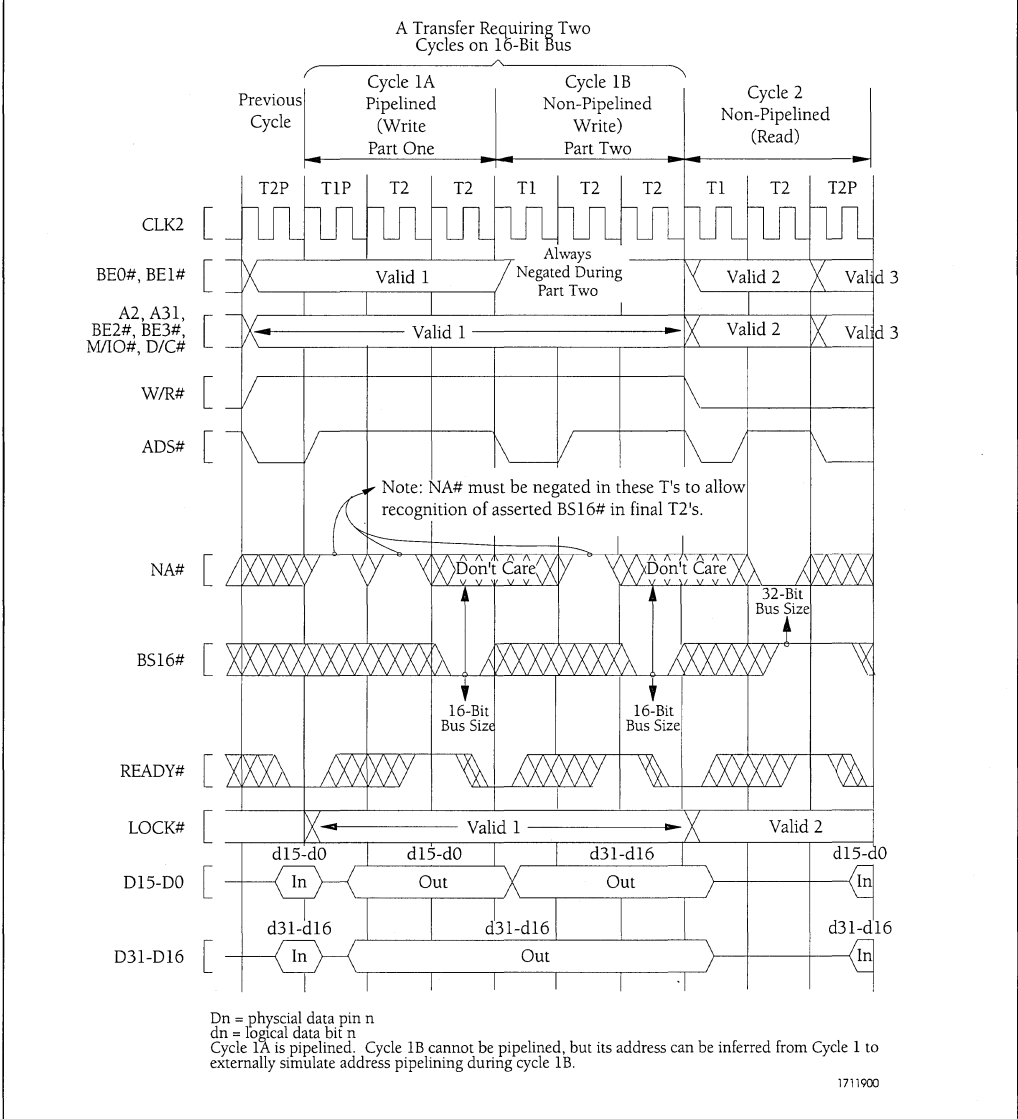 A Transfer Requiring Two
Cycles on 16-Bit Bus
Previous
Cycle
Cycle 1A
Pipelined
(Write
Part One
Cycle 1B
Non-Pipelined
Write)
Part Two
Cycle 2
Non-Pipelined
(Read)
T2P T1P T2 T2 T1 T2 T2 T1 T2 T2P
CLK2
BE0#, BE1#
Valid 1
Always
Negated During
Part Two
Valid 2
Valid 3
A2, A31,
BE2#, BE3#,
M/IO#, D/C#
Valid 1
Valid 2
Valid 3
W/R#
ADS#
Note: NA# must be negated in these T's to allow
recognition of asserted BS16# in final T2's.
NA#
Don't Care
Don't Care
32-Bit
Bus Size
BS16#
16-Bit
Bus Size
16-Bit
Bus Size
READY#
LOCK#
Valid 1
Valid 2
d15-d0 d15-d0 d31-d16 d15-d0
D15-D0
In Out Out In
d31-d16 d31-d16 d31-d16
D31-D16
In Out In
Dn = physcial data pin n
dn = logical data bit n
Cycle 1A is pipelined. Cycle 1B cannot be pipelined, but its address can be inferred from Cycle 1 to
externally simulate address pipelining during cycle 1B.
1711900